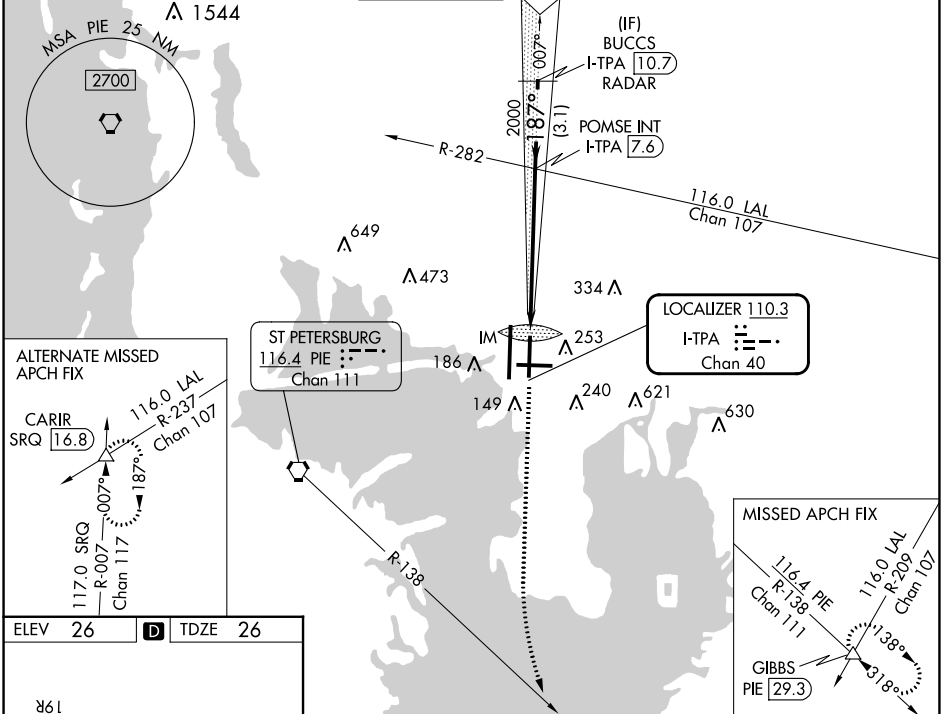 1544
MSA PIE 25 NM
2700
(IF)
BUCCS
I-TPA 10.7
RADAR
007°
2000
187°
(3.1)
POMSE INT
I-TPA 7.6
R-282
116.0 LAL
Chan 107
649
473
334
LOCALIZER 110.3
I-TPA
Chan 40
IM
253
ST PETERSBURG
116.4 PIE
Chan 111
186
149
240
621
630
R-138
ALTERNATE MISSED
APCH FIX
116.0 LAL
R-237
Chan 107
CARIR
SRQ 16.8
007°
187°
117.0 SRQ
R-007
Chan 117
MISSED APCH FIX
116.4 PIE
R-138
Chan 111
116.0 LAL
R-209
Chan 107
138°
318°
GIBBS
PIE 29.3
ELEV 26 D TDZE 26
19R